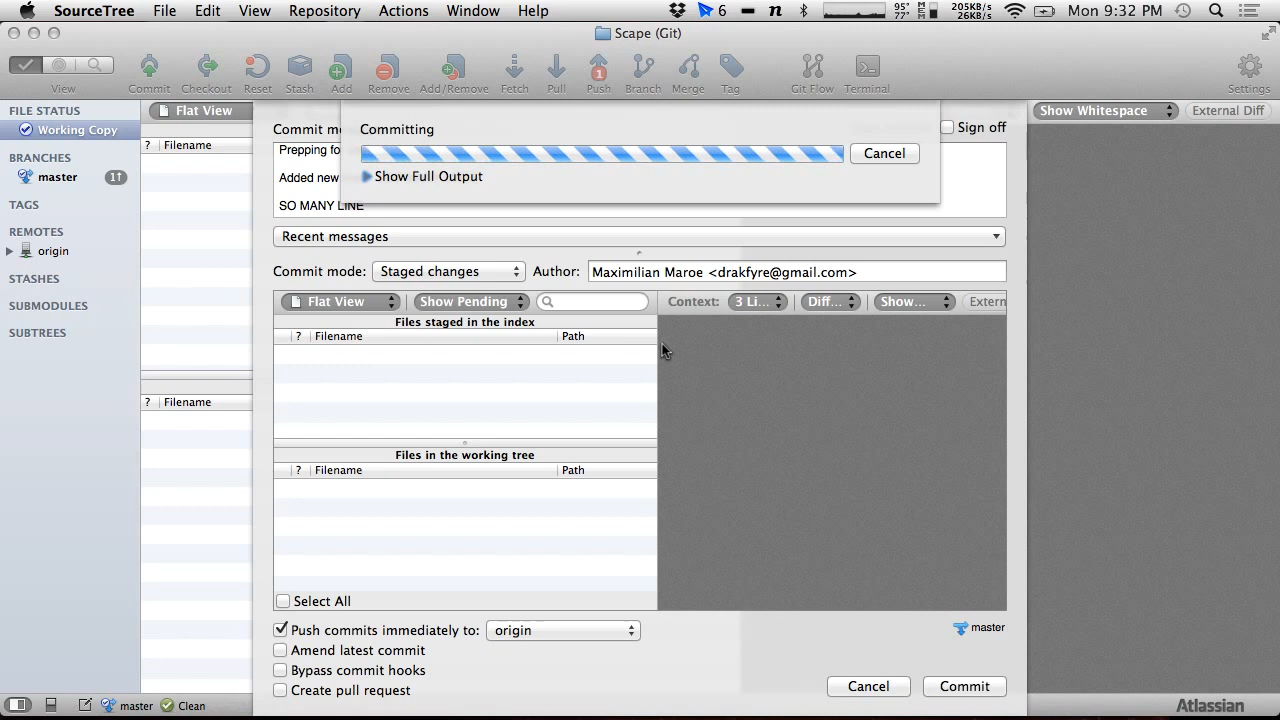 SourceTree File Edit View Repository Actions Window Help 6 95° 77° 205KB/s 26KB/s Mon 9:32 PM
Scape (Git)
View Commit Checkout Reset Stash Add Remove Add/Remove Fetch Pull Push Branch Merge Tag Git Flow Terminal Settings
FILE STATUS
Working Copy
BRANCHES
master 1↑
TAGS
REMOTES
origin
STASHES
SUBMODULES
SUBTREES
Flat View
? Filename
? Filename
Show Whitespace External Diff
Commit me
Committing
Sign off
Cancel
Show Full Output
Prepping fo
Added new
SO MANY LINE
Recent messages
Commit mode: Staged changes Author: Maximilian Maroe <drakfyre@gmail.com>
Flat View Show Pending Context: 3 Li... Diff... Show... Extern
Files staged in the index
? Filename Path
Files in the working tree
? Filename Path
Select All
Push commits immediately to: origin
master
Amend latest commit
Bypass commit hooks
Create pull request
Cancel Commit
master Clean
Atlassian